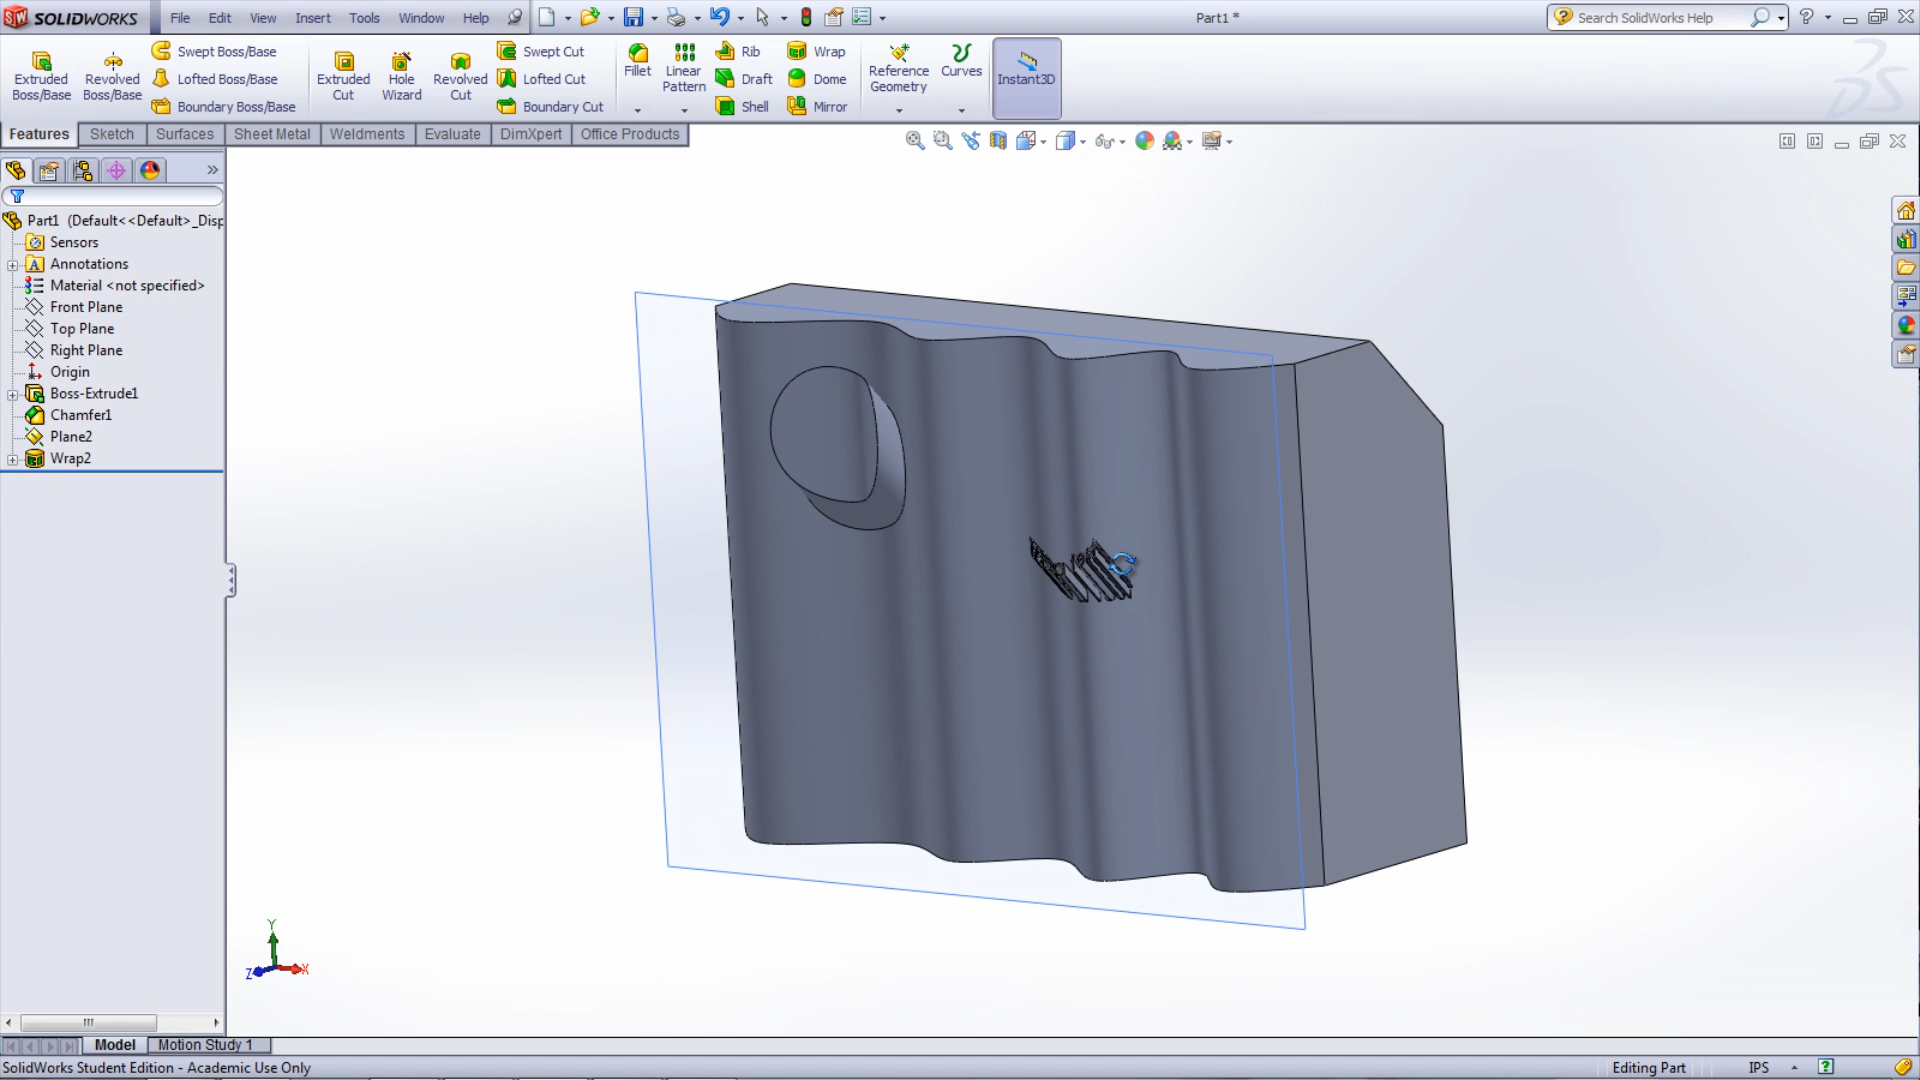 SOLIDWORKS File Edit View Insert Tools Window Help Part1 * Search SolidWorks Help
Extruded Boss/Base
Revolved Boss/Base
Swept Boss/Base
Lofted Boss/Base
Boundary Boss/Base
Extruded Cut
Hole Wizard
Revolved Cut
Swept Cut
Lofted Cut
Boundary Cut
Fillet
Linear Pattern
Rib
Draft
Shell
Wrap
Dome
Mirror
Reference Geometry
Curves
Instant3D
Features Sketch Surfaces Sheet Metal Weldments Evaluate DimXpert Office Products
Part1 (Default<<Default>_Disp
Sensors
Annotations
Material <not specified>
Front Plane
Top Plane
Right Plane
Origin
Boss-Extrude1
Chamfer1
Plane2
Wrap2
Y
Z
X
Model Motion Study 1
SolidWorks Student Edition - Academic Use Only Editing Part IPS